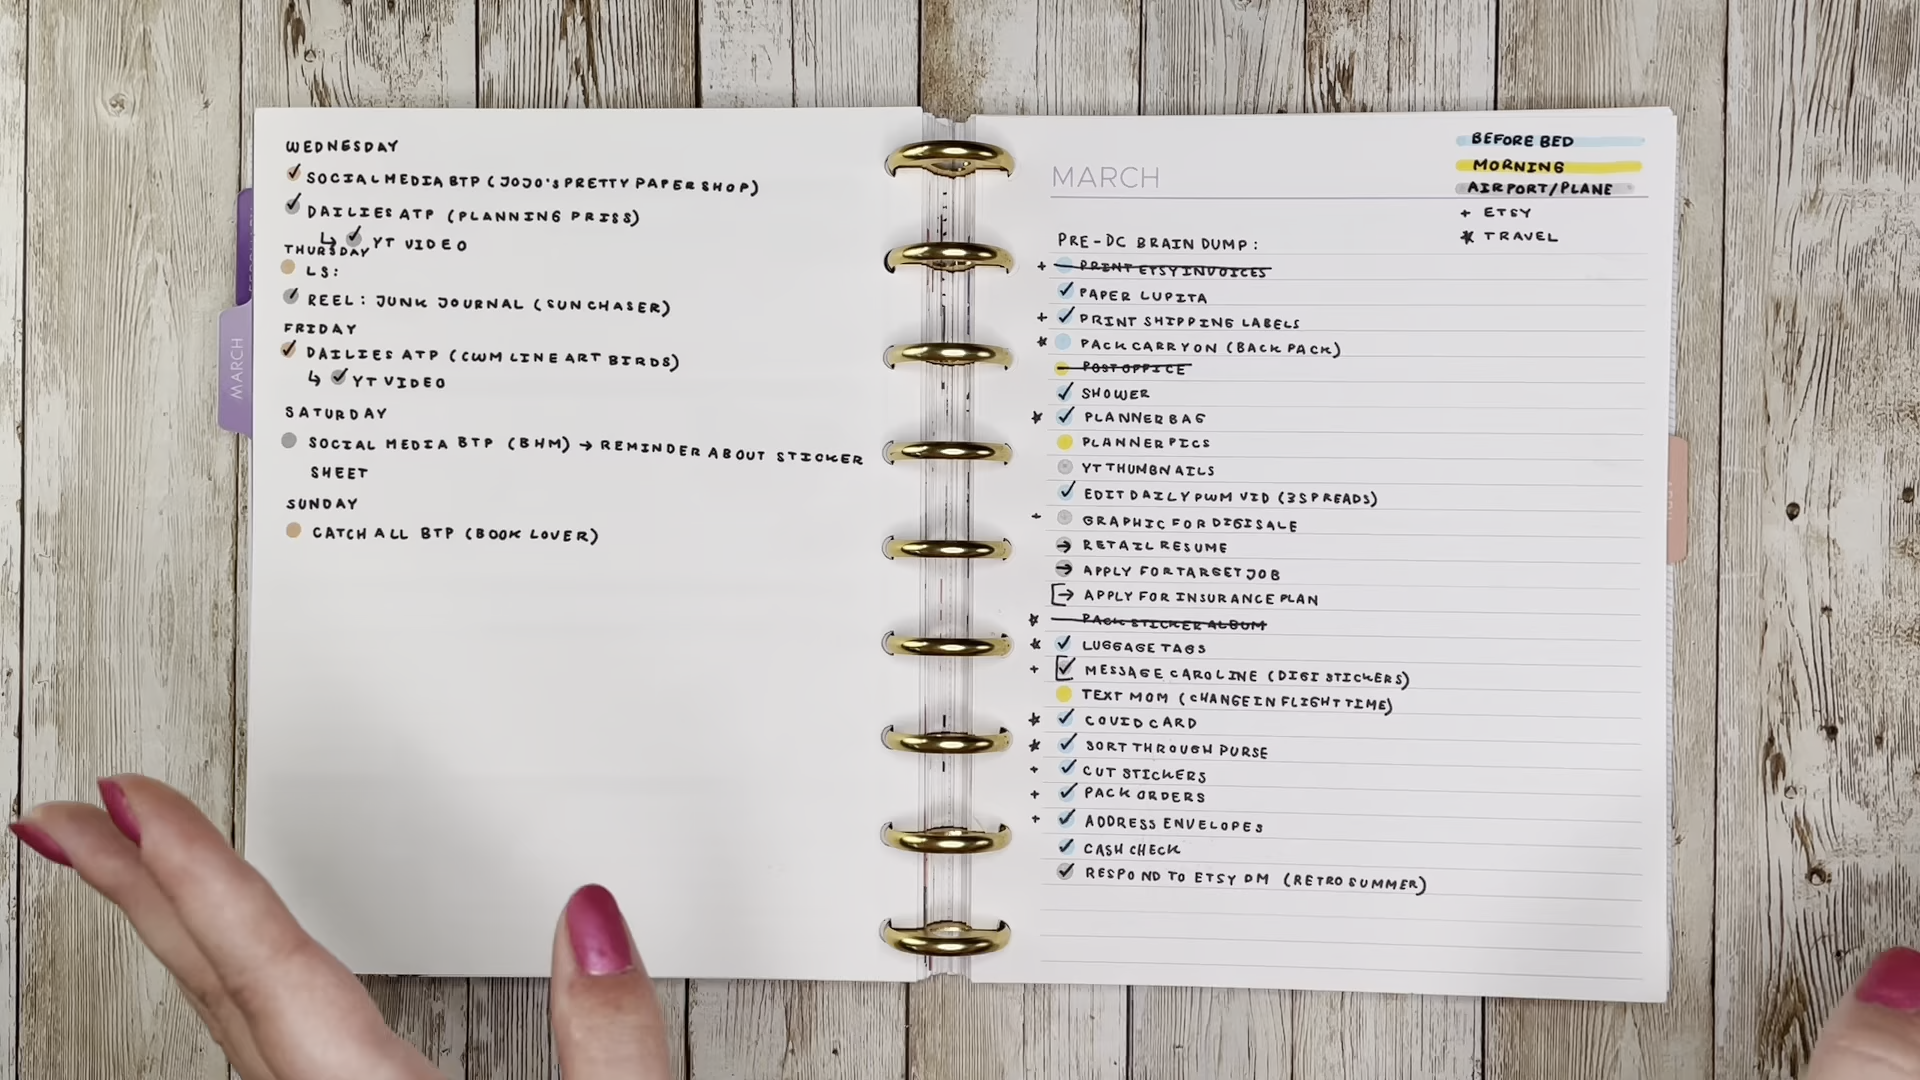 WEDNESDAY
✓ SOCIAL MEDIA BTP (JOJO'S PRETTY PAPER SHOP)
✓ DAILIES ATP (PLANNING PRISS)
↳ ✓ YT VIDEO
THURSDAY
LS:
✓ REEL: JUNK JOURNAL (SUNCHASER)
FRIDAY
✓ DAILIES ATP (CWM LINE ART BIRDS)
↳ ✓ YT VIDEO
SATURDAY
SOCIAL MEDIA BTP (BHM) → REMINDER ABOUT STICKER
SHEET
SUNDAY
CATCH ALL BTP (BOOK LOVER)
MARCH
MARCH
BEFORE BED
MORNING
AIRPORT/PLANE
+ ETSY
* TRAVEL
PRE-DC BRAIN DUMP:
+ PRINT ETSY INVOICES
✓ PAPER LUPITA
+ ✓ PRINT SHIPPING LABELS
* PACK CARRY ON (BACK PACK)
POST OFFICE
✓ SHOWER
* ✓ PLANNER BAG
PLANNER PICS
YT THUMBNAILS
✓ EDIT DAILY PWM VID (3 SPREADS)
+ GRAPHIC FOR DIGI SALE
→ RETAIL RESUME
→ APPLY FOR TARGET JOB
[→ APPLY FOR INSURANCE PLAN
* PACK STICKER ALBUM
* ✓ LUGGAGE TAGS
+ [✓ MESSAGE CAROLINE (DIGI STICKERS)
TEXT MOM (CHANGE IN FLIGHT TIME)
* ✓ COVID CARD
* ✓ SORT THROUGH PURSE
+ ✓ CUT STICKERS
+ ✓ PACK ORDERS
+ ✓ ADDRESS ENVELOPES
✓ CASH CHECK
✓ RESPOND TO ETSY DM (RETRO SUMMER)